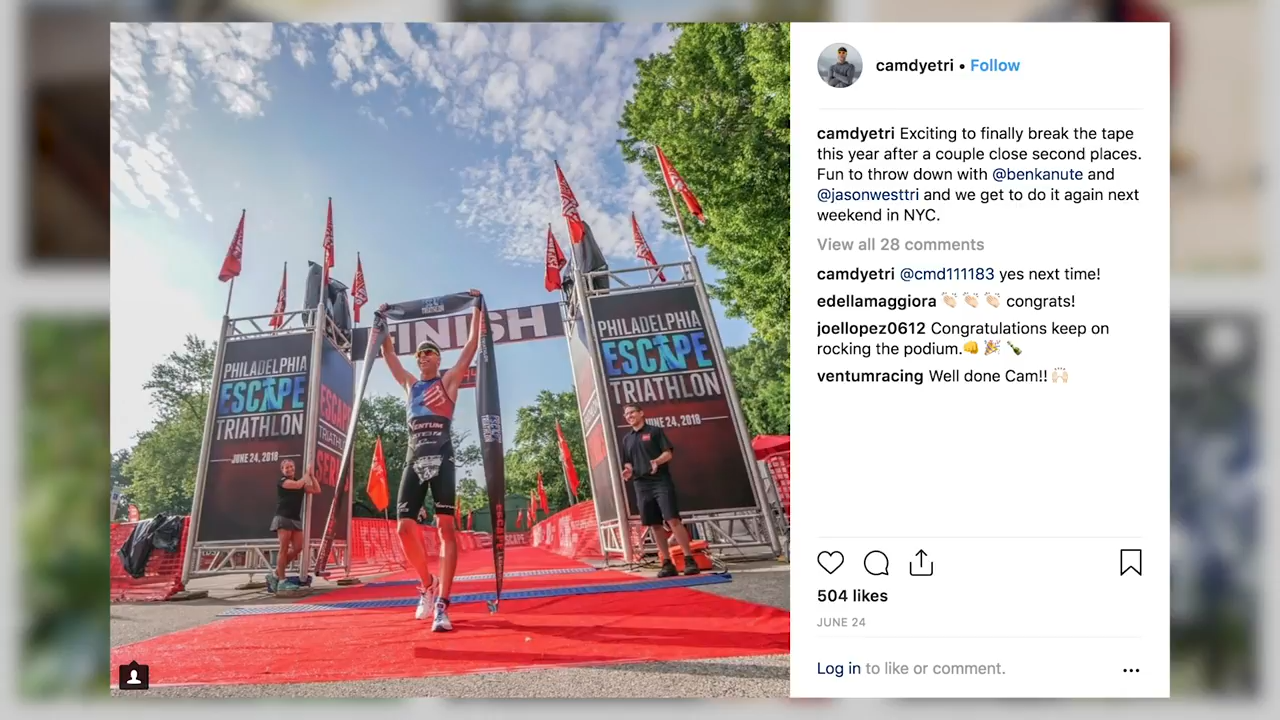 camdyetri • Follow
camdyetri Exciting to finally break the tape
this year after a couple close second places.
Fun to throw down with @benkanute and
@jasonwesttri and we get to do it again next
weekend in NYC.
View all 28 comments
camdyetri @cmd111183 yes next time!
edellamaggiora 👏🏻 👏🏻 👏🏻 congrats!
joellopez0612 Congratulations keep on
rocking the podium.👊 🎉 🍾
ventumracing Well done Cam!! 🙌🏻
504 likes
JUNE 24
Log in to like or comment.
FINISH
PHILADELPHIA
ESCAPE
TRIATHLON
JUNE 24, 2018
ESCAPE
TRIATHLON
PHILADELPHIA
ESCAPE
TRIATHLON
JUNE 24, 2018